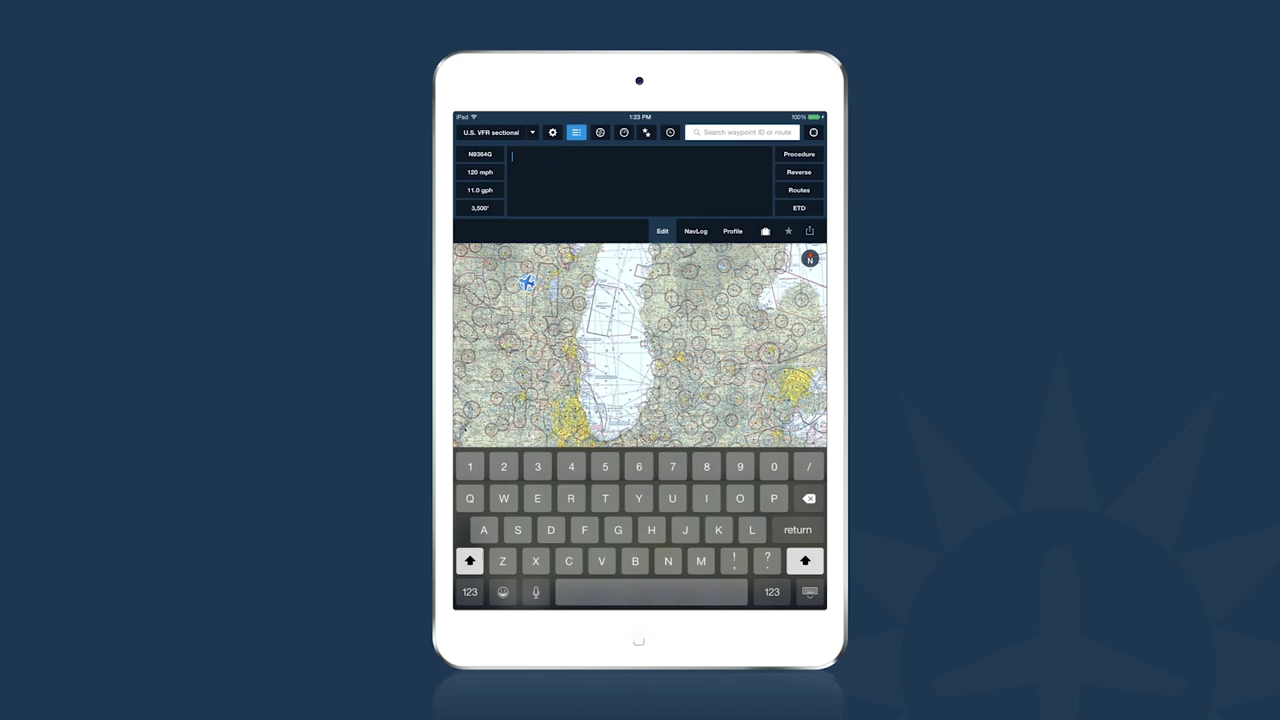 iPad 1:23 PM 100%
U.S. VFR sectional Search waypoint ID or route
N9364G Procedure
120 mph Reverse
11.0 gph Routes
3,500' ETD
Edit NavLog Profile
N
1 2 3 4 5 6 7 8 9 0 /
Q W E R T Y U I O P
A S D F G H J K L return
Z X C V B N M ! , ? .
123 123